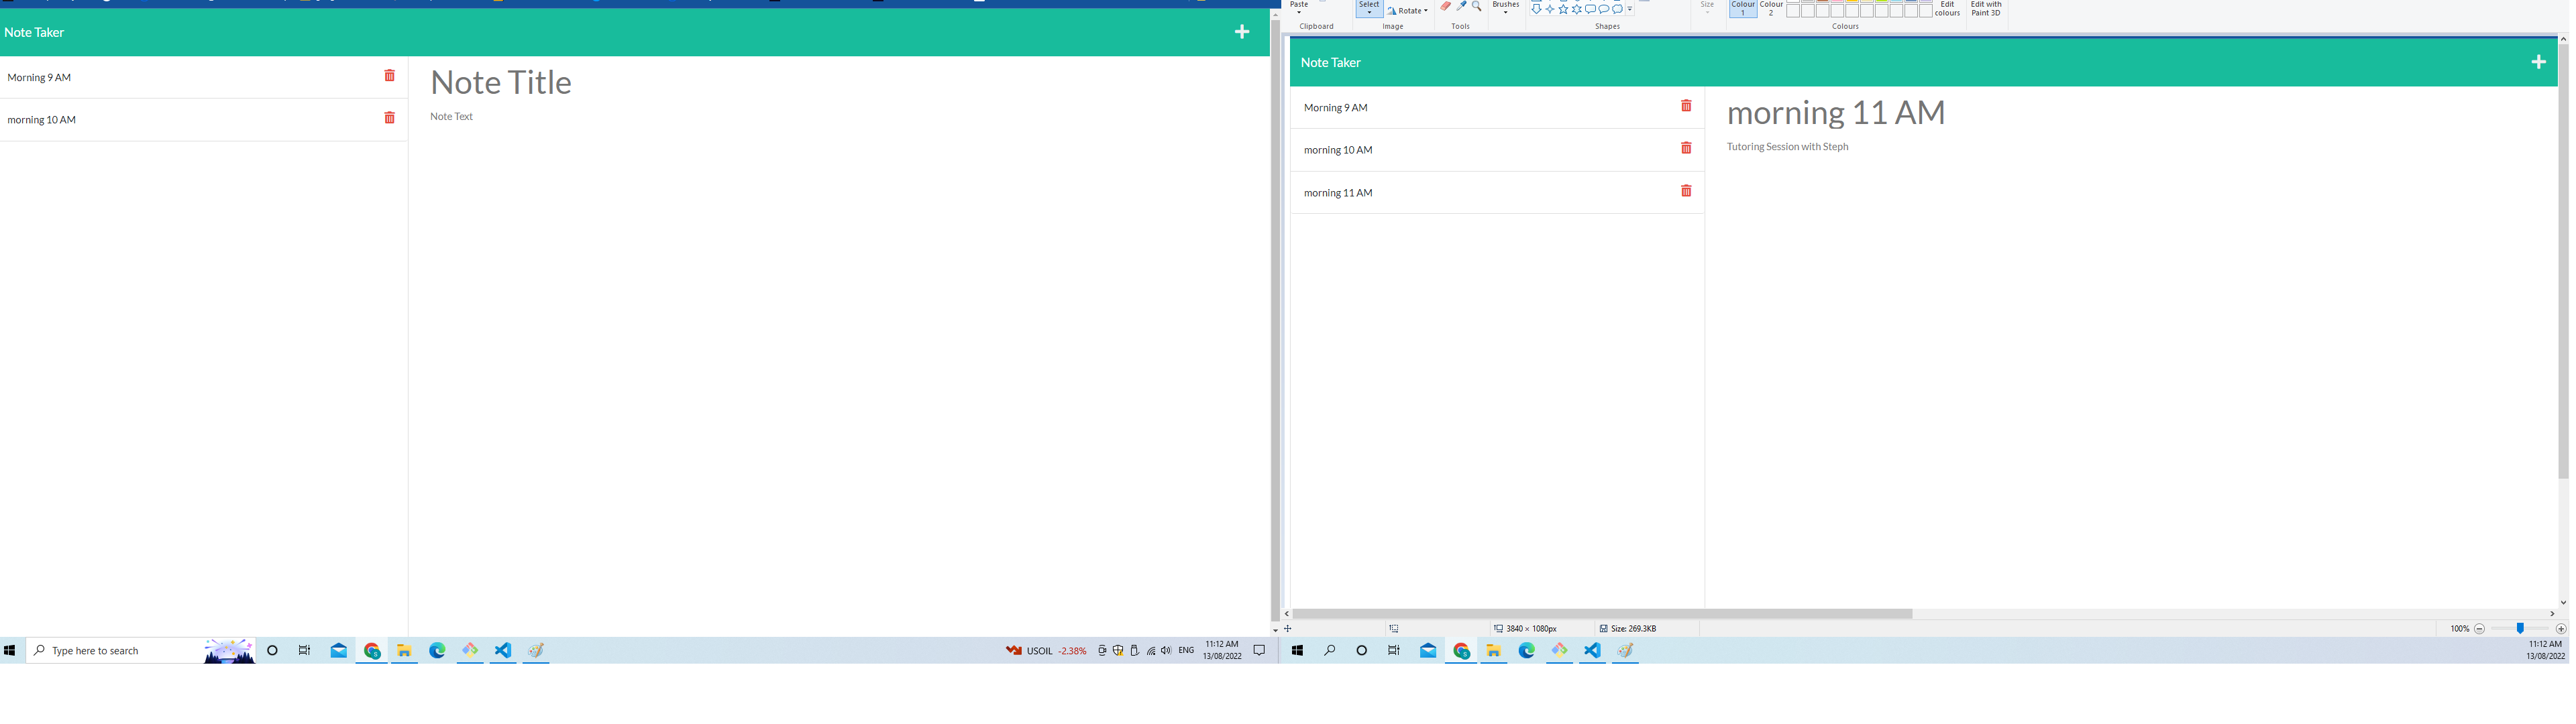 Note Taker
Morning 9 AM
morning 10 AM
Note Title
Note Text
Type here to search
USOIL -2.38%
ENG
11:12 AM
13/08/2022
Paste
Clipboard
Select
Rotate
Image
Tools
Brushes
Shapes
Size
Colour 1
Colour 2
Edit colours
Edit with Paint 3D
Colours
Note Taker
Morning 9 AM
morning 10 AM
morning 11 AM
morning 11 AM
Tutoring Session with Steph
3840 × 1080px
Size: 269.3KB
100%
11:12 AM
13/08/2022